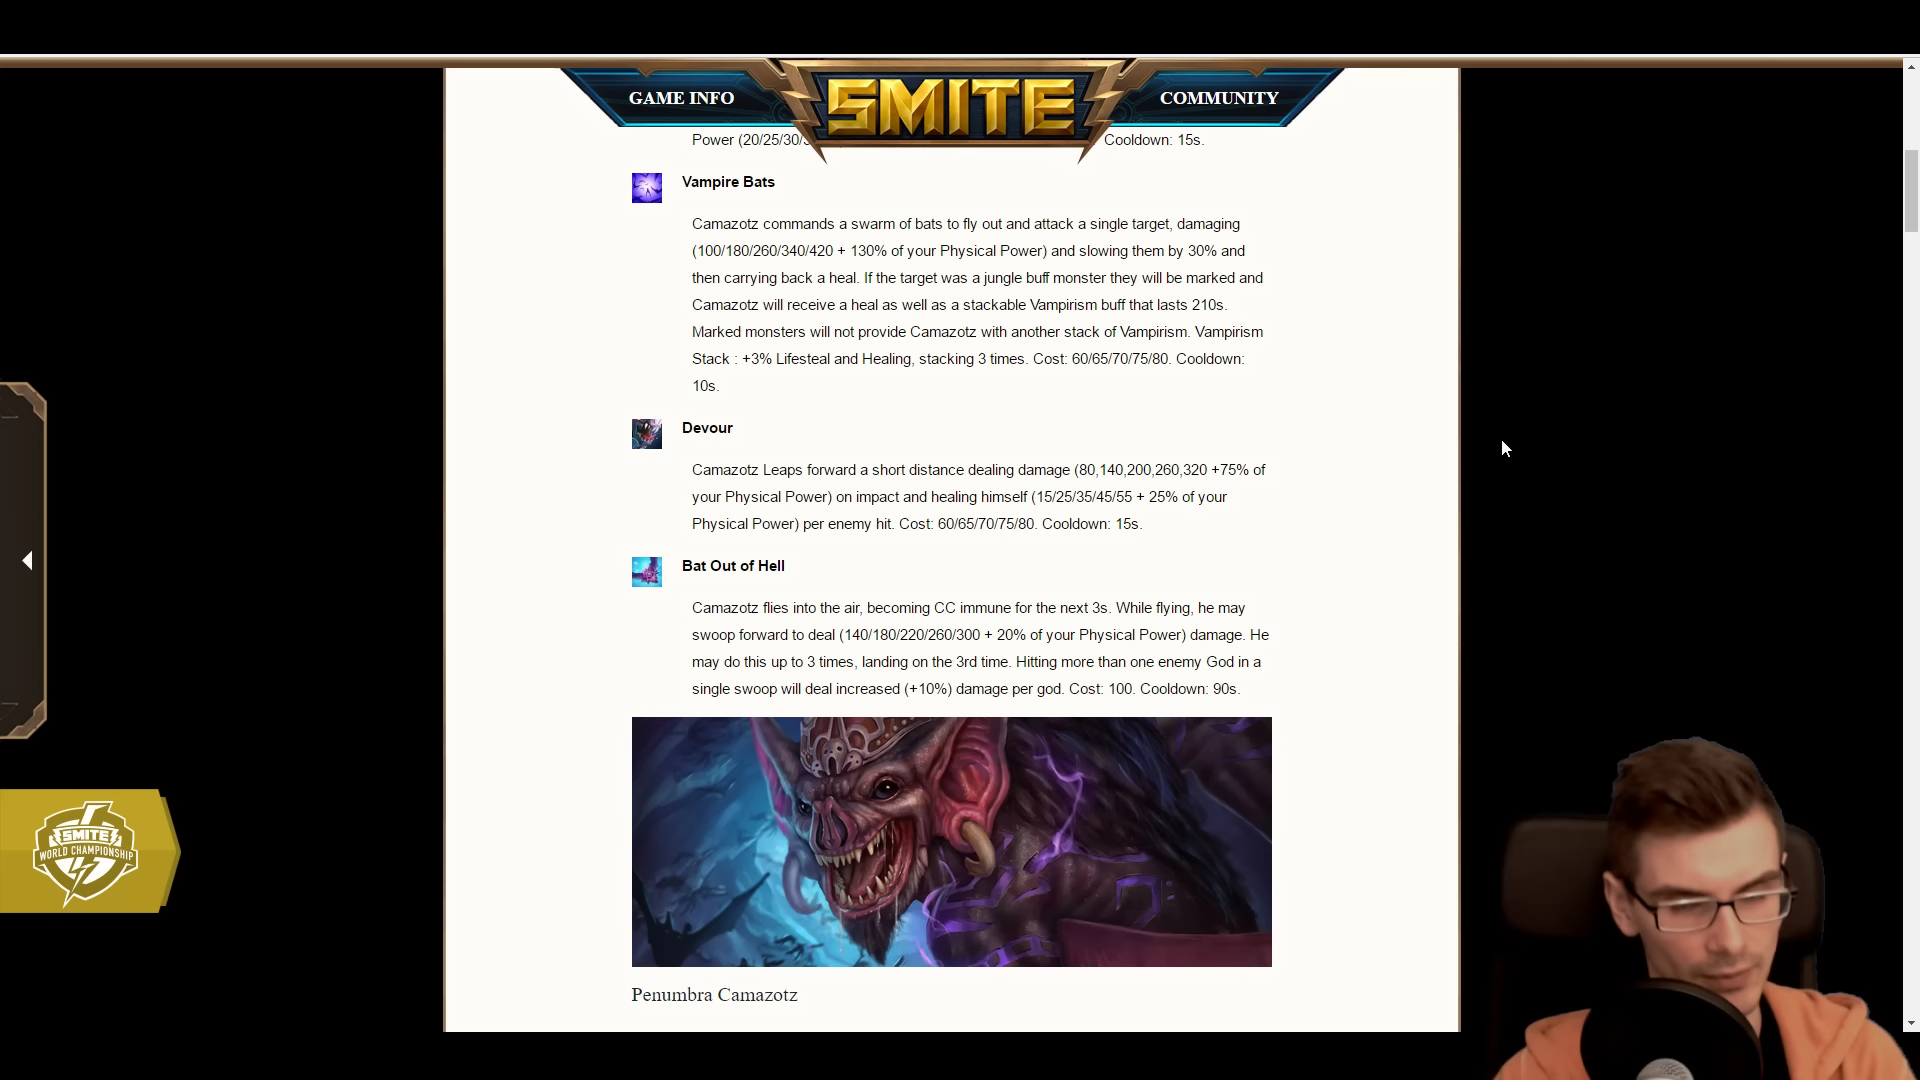 GAME INFO
SMITE
COMMUNITY
Power (20/25/30/
Cooldown: 15s.
Vampire Bats
Camazotz commands a swarm of bats to fly out and attack a single target, damaging
(100/180/260/340/420 + 130% of your Physical Power) and slowing them by 30% and
then carrying back a heal. If the target was a jungle buff monster they will be marked and
Camazotz will receive a heal as well as a stackable Vampirism buff that lasts 210s.
Marked monsters will not provide Camazotz with another stack of Vampirism. Vampirism
Stack : +3% Lifesteal and Healing, stacking 3 times. Cost: 60/65/70/75/80. Cooldown:
10s.
Devour
Camazotz Leaps forward a short distance dealing damage (80,140,200,260,320 +75% of
your Physical Power) on impact and healing himself (15/25/35/45/55 + 25% of your
Physical Power) per enemy hit. Cost: 60/65/70/75/80. Cooldown: 15s.
Bat Out of Hell
Camazotz flies into the air, becoming CC immune for the next 3s. While flying, he may
swoop forward to deal (140/180/220/260/300 + 20% of your Physical Power) damage. He
may do this up to 3 times, landing on the 3rd time. Hitting more than one enemy God in a
single swoop will deal increased (+10%) damage per god. Cost: 100. Cooldown: 90s.
SMITE
WORLD CHAMPIONSHIP
Penumbra Camazotz